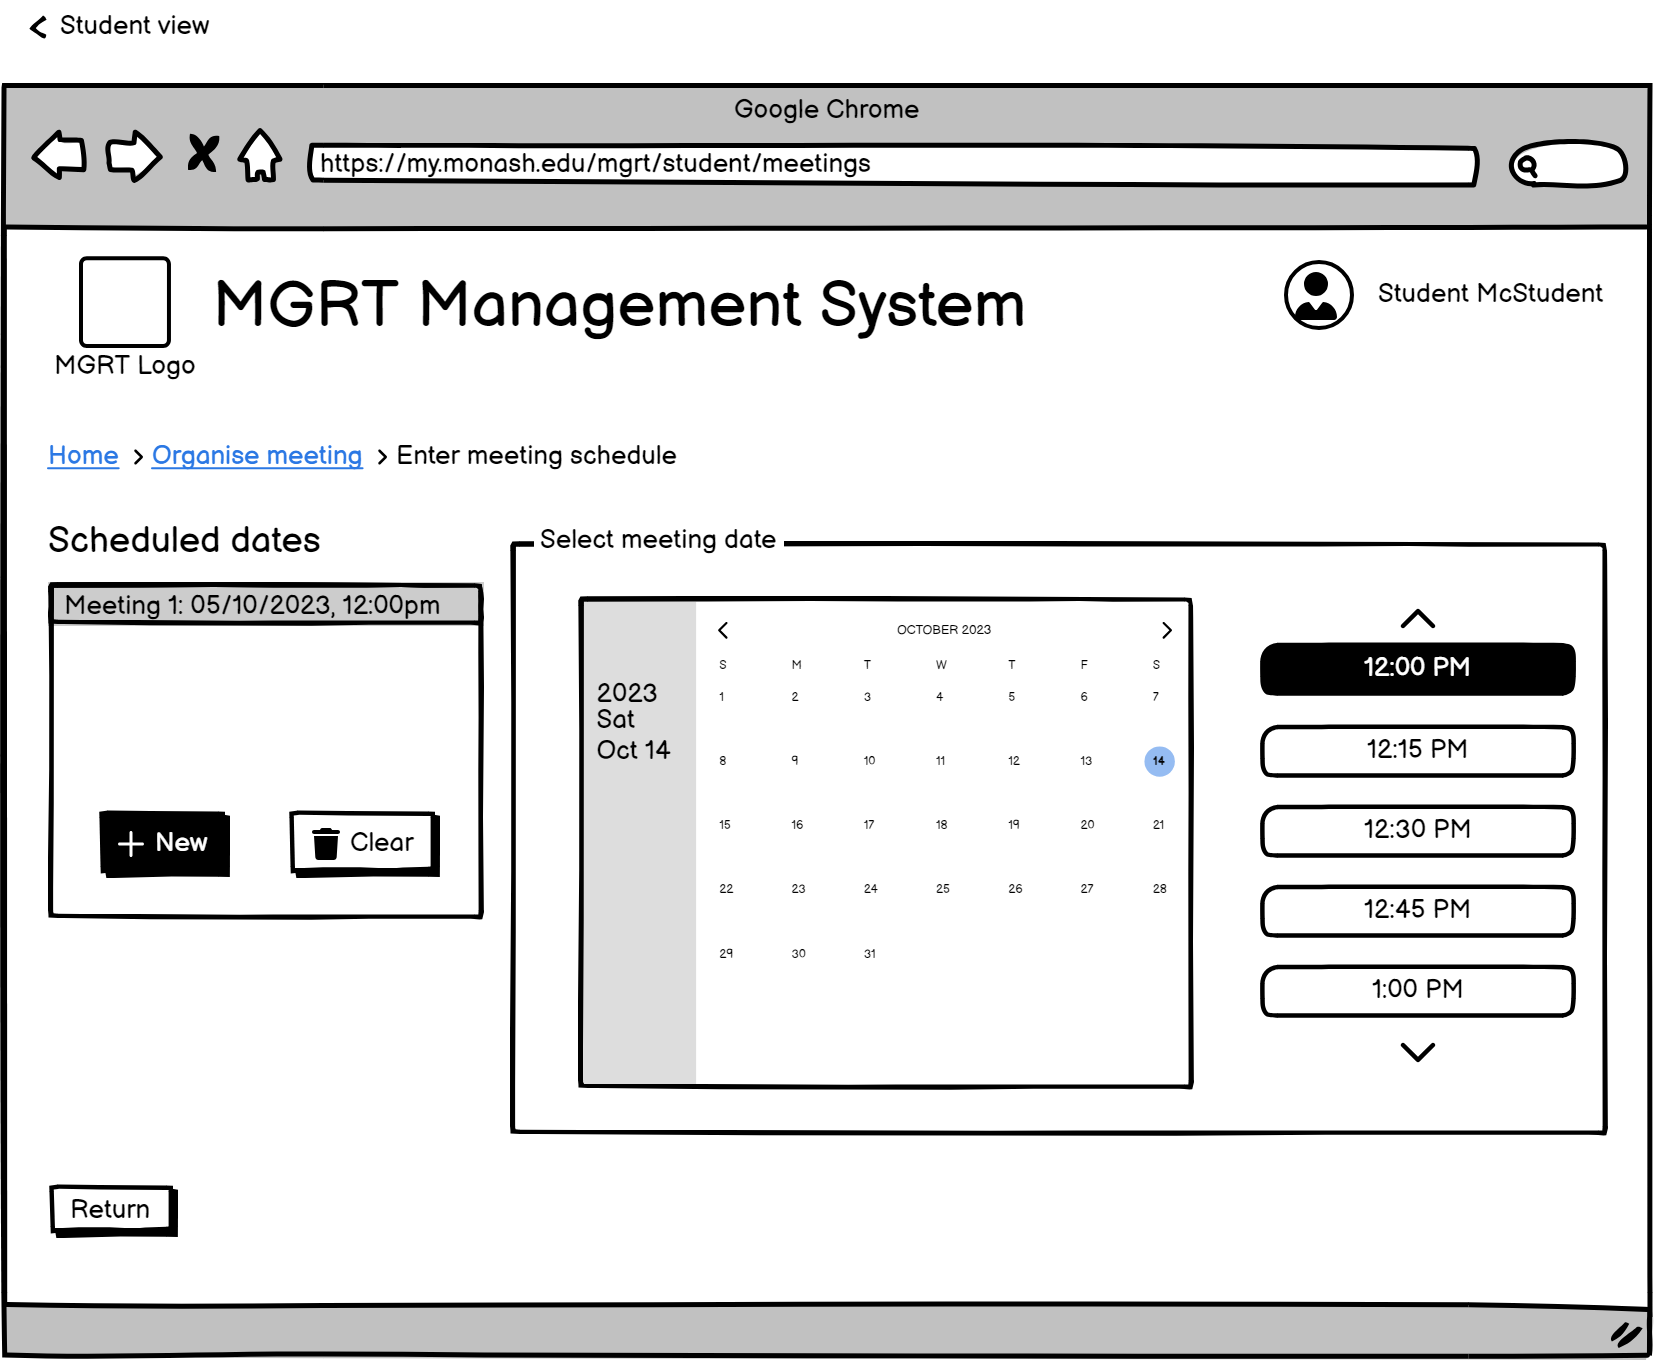 Student view
Google Chrome
https://my.monash.edu/mgrt/student/meetings
MGRT Management System
Student McStudent
MGRT Logo
Home > Organise meeting > Enter meeting schedule
Scheduled dates
Meeting 1: 05/10/2023, 12:00pm
New
Clear
Select meeting date
2023
Sat
Oct 14
OCTOBER 2023
S M T W T F S
1 2 3 4 5 6 7
8 9 10 11 12 13 14
15 16 17 18 19 20 21
22 23 24 25 26 27 28
29 30 31
12:00 PM
12:15 PM
12:30 PM
12:45 PM
1:00 PM
Return